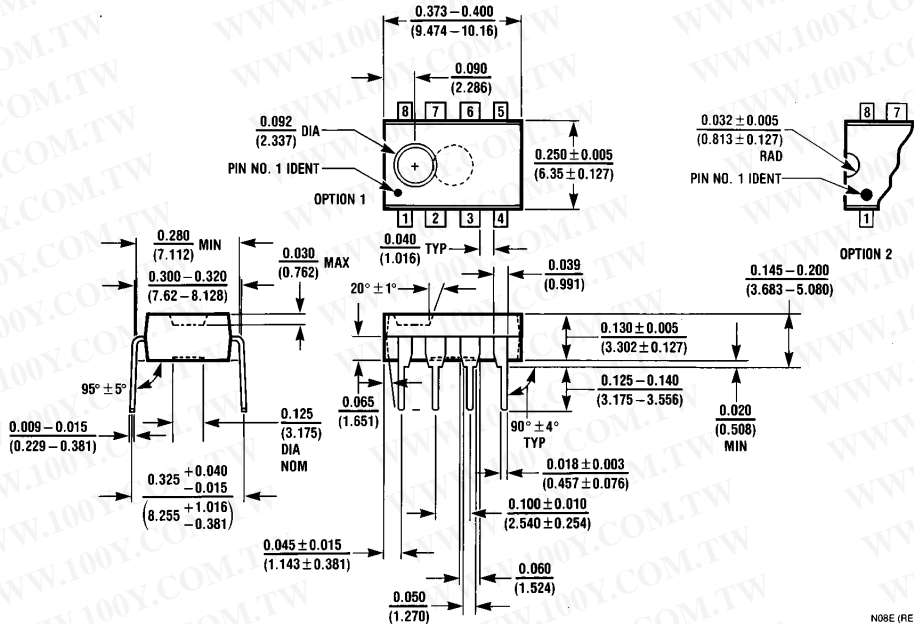 0.373 – 0.400
(9.474 – 10.16)
0.090
(2.286)
8 7 6 5
0.092 DIA
(2.337)
PIN NO. 1 IDENT
OPTION 1
1 2 3 4
0.250 ± 0.005
(6.35 ± 0.127)
8 7
0.032 ± 0.005
(0.813 ± 0.127)
RAD
PIN NO. 1 IDENT
1
OPTION 2
0.280 MIN
(7.112)
0.030 MAX
(0.762)
0.300 – 0.320
(7.62 – 8.128)
0.040 TYP
(1.016)
0.039
(0.991)
0.145 – 0.200
(3.683 – 5.080)
20° ± 1°
0.130 ± 0.005
(3.302 ± 0.127)
95° ± 5°
0.065
(1.651)
0.125 – 0.140
(3.175 – 3.556)
90° ± 4°
TYP
0.020
(0.508)
MIN
0.009 – 0.015
(0.229 – 0.381)
0.125
(3.175)
DIA
NOM
0.018 ± 0.003
(0.457 ± 0.076)
0.325 +0.040
−0.015
(8.255 +1.016
−0.381)
0.100 ± 0.010
(2.540 ± 0.254)
0.045 ± 0.015
(1.143 ± 0.381)
0.060
(1.524)
0.050
(1.270)
N08E (RE
WWW.100Y.COM.TW